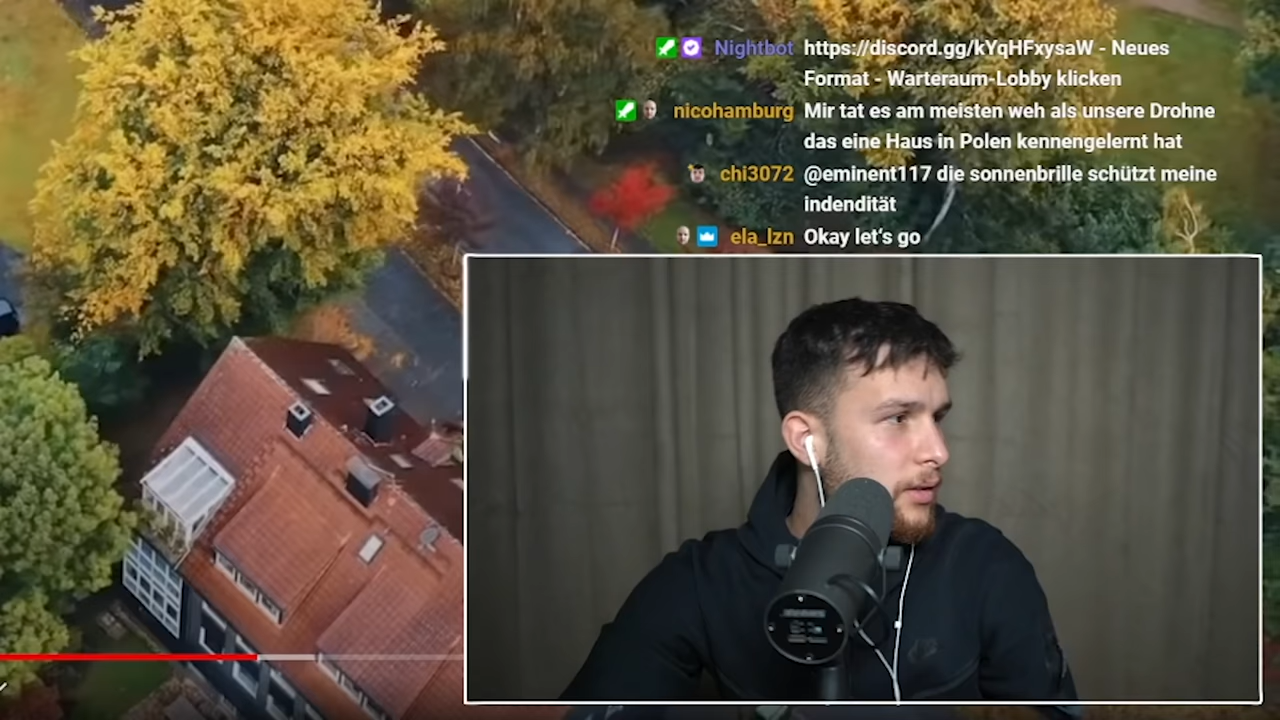 Nightbot https://discord.gg/kYqHFxysaW - Neues
Format - Warteraum-Lobby klicken
nicohamburg Mir tat es am meisten weh als unsere Drohne
das eine Haus in Polen kennengelernt hat
chi3072 @eminent117 die sonnenbrille schützt meine
indendität
ela_lzn Okay let's go